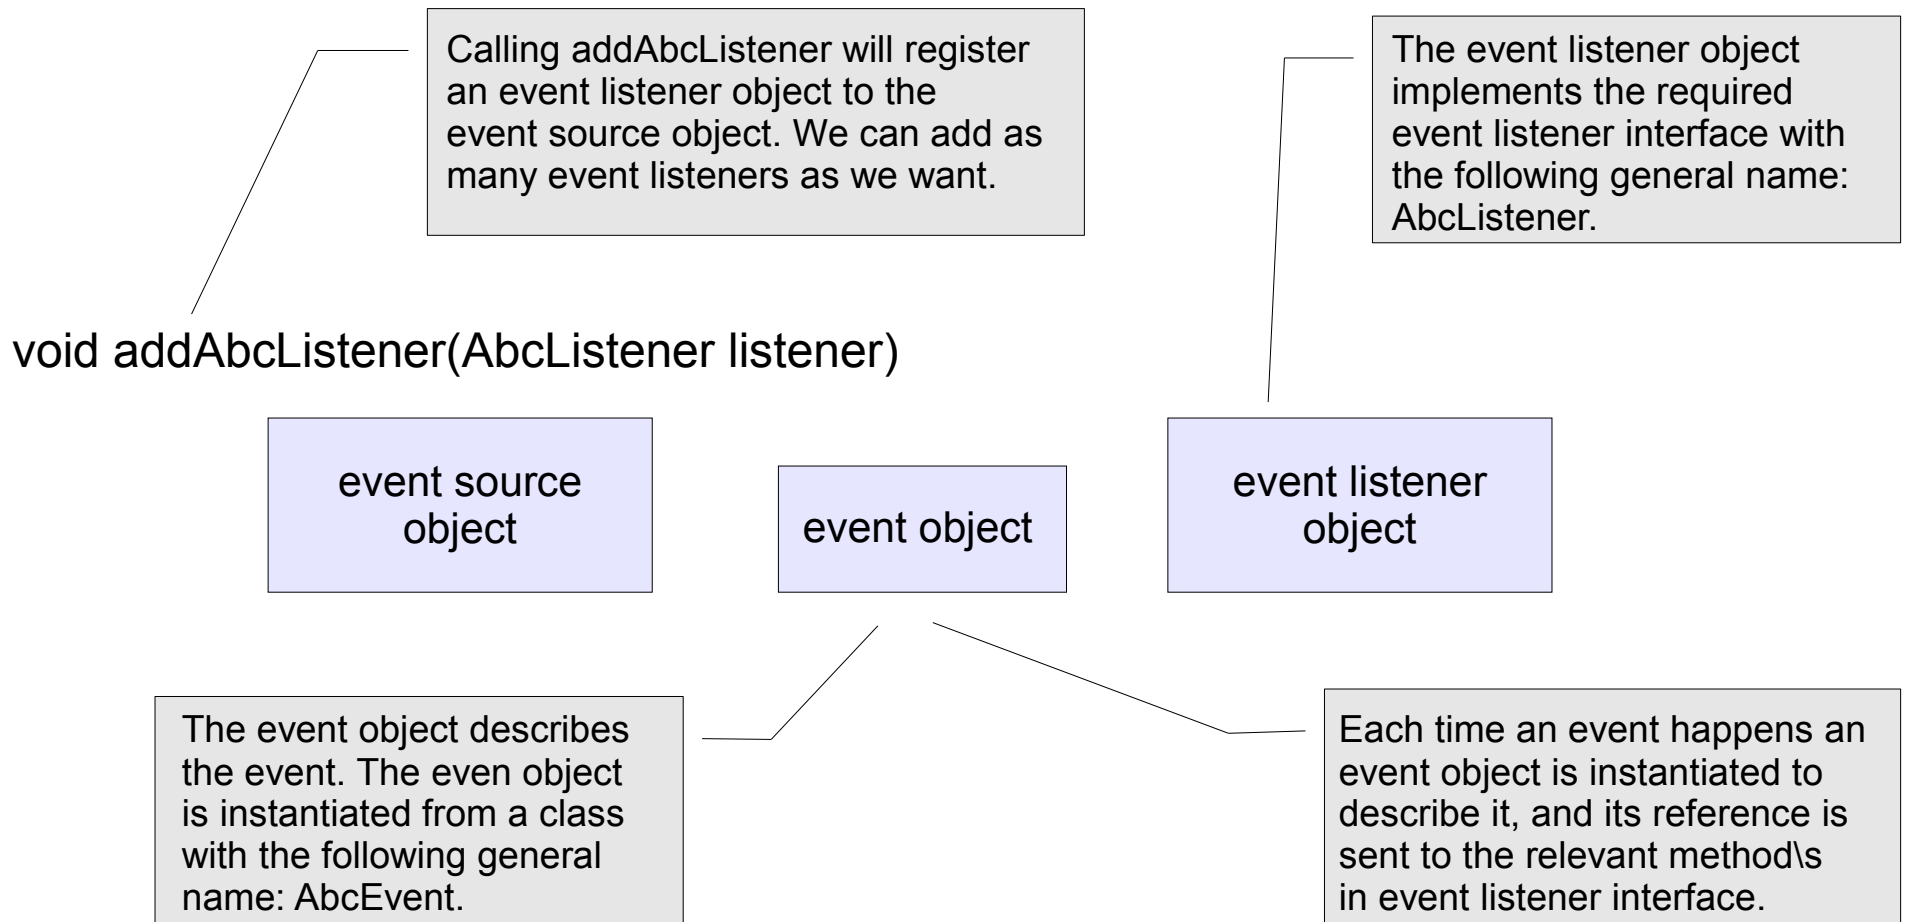 Calling addAbcListener will register
an event listener object to the
event source object. We can add as
many event listeners as we want.
The event listener object
implements the required
event listener interface with
the following general name:
AbcListener.
void addAbcListener(AbcListener listener)
event source
object
event object
event listener
object
The event object describes
the event. The even object
is instantiated from a class
with the following general
name: AbcEvent.
Each time an event happens an
event object is instantiated to
describe it, and its reference is
sent to the relevant method\s
in event listener interface.